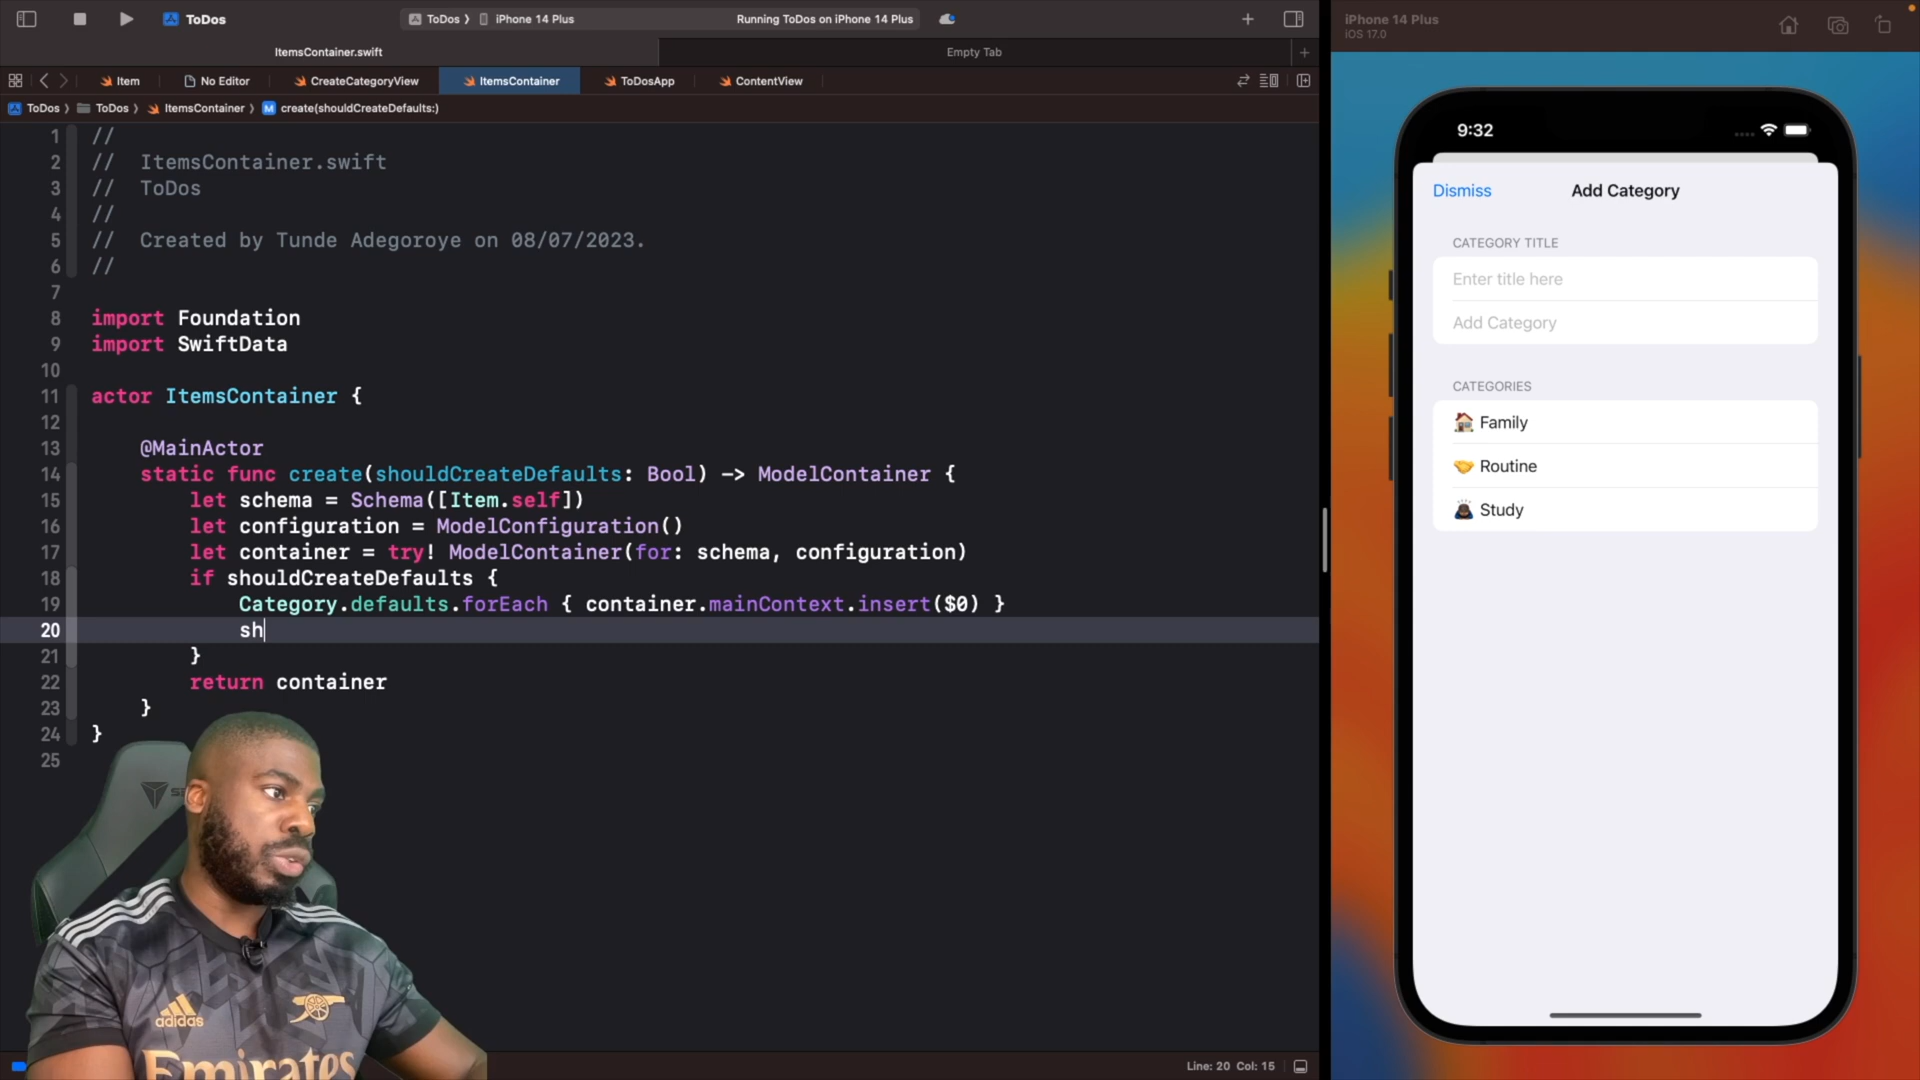 ToDos
ToDos
iPhone 14 Plus
Running ToDos on iPhone 14 Plus
ItemsContainer.swift
Empty Tab
Item
No Editor
CreateCategoryView
ItemsContainer
ToDosApp
ContentView
ToDos
ToDos
ItemsContainer
M
create(shouldCreateDefaults:)
1 //
2 // ItemsContainer.swift
3 // ToDos
4 //
5 // Created by Tunde Adegoroye on 08/07/2023.
6 //
7
8 import Foundation
9 import SwiftData
10
11 actor ItemsContainer {
12
13 @MainActor
14 static func create(shouldCreateDefaults: Bool) -> ModelContainer {
15 let schema = Schema([Item.self])
16 let configuration = ModelConfiguration()
17 let container = try! ModelContainer(for: schema, configuration)
18 if shouldCreateDefaults {
19 Category.defaults.forEach { container.mainContext.insert($0) }
20 sh
21 }
22 return container
23 }
24 }
25
adidas
Emirates
Line: 20 Col: 15
iPhone 14 Plus
iOS 17.0
9:32
Dismiss
Add Category
CATEGORY TITLE
Enter title here
Add Category
CATEGORIES
Family
Routine
Study